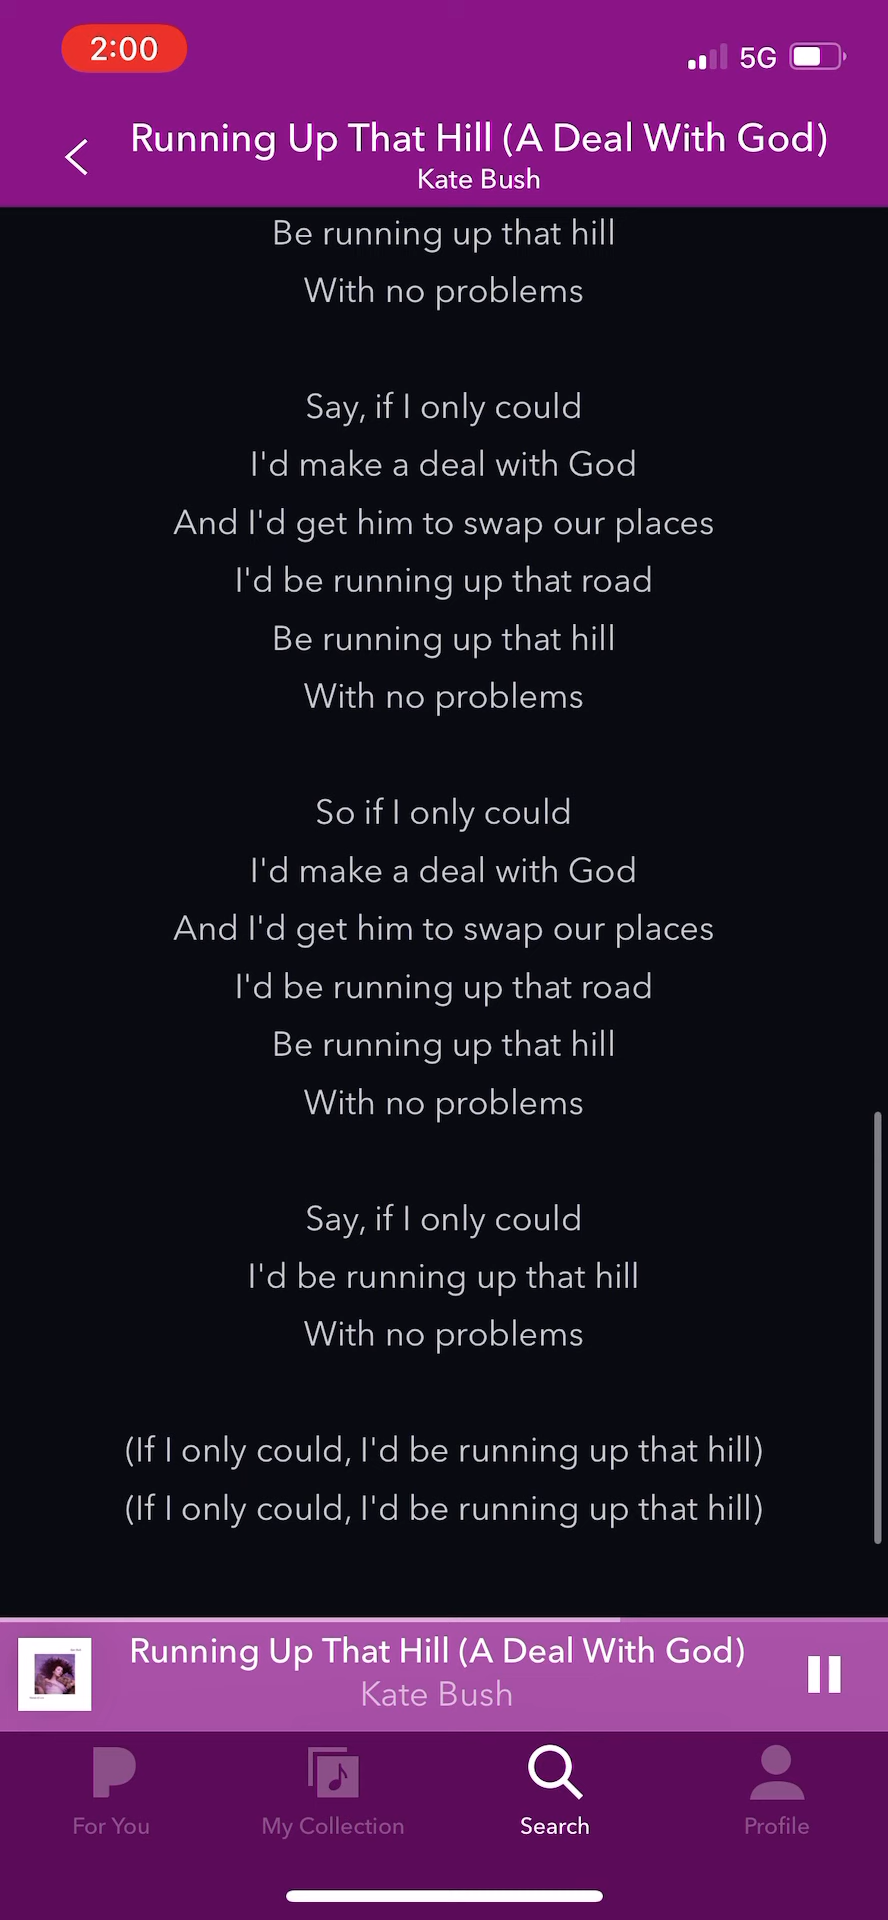 2:00
5G
Running Up That Hill (A Deal With God)
Kate Bush
Be running up that hill
With no problems
Say, if I only could
I'd make a deal with God
And I'd get him to swap our places
I'd be running up that road
Be running up that hill
With no problems
So if I only could
I'd make a deal with God
And I'd get him to swap our places
I'd be running up that road
Be running up that hill
With no problems
Say, if I only could
I'd be running up that hill
With no problems
(If I only could, I'd be running up that hill)
(If I only could, I'd be running up that hill)
Running Up That Hill (A Deal With God)
Kate Bush
For You
My Collection
Search
Profile